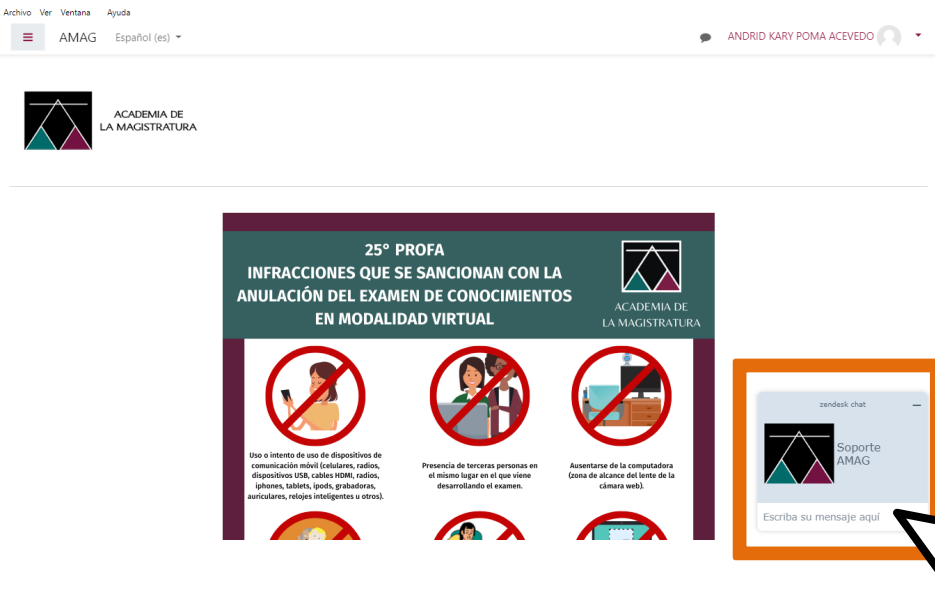 Archivo Ver Ventana Ayuda
AMAG Español (es)
ANDRID KARY POMA ACEVEDO
ACADEMIA DE
LA MAGISTRATURA
25° PROFA
INFRACCIONES QUE SE SANCIONAN CON LA
ANULACIÓN DEL EXAMEN DE CONOCIMIENTOS
EN MODALIDAD VIRTUAL
ACADEMIA DE
LA MAGISTRATURA
Uso o intento de uso de dispositivos de
comunicación móvil (celulares, radios,
dispositivos USB, cables HDMI, radios,
iphones, tablets, ipods, grabadoras,
auriculares, relojes inteligentes u otros).
Presencia de terceras personas en
el mismo lugar en el que viene
desarrollando el examen.
Ausentarse de la computadora
(zona de alcance del lente de la
cámara web).
zendesk chat
Soporte
AMAG
Escriba su mensaje aquí